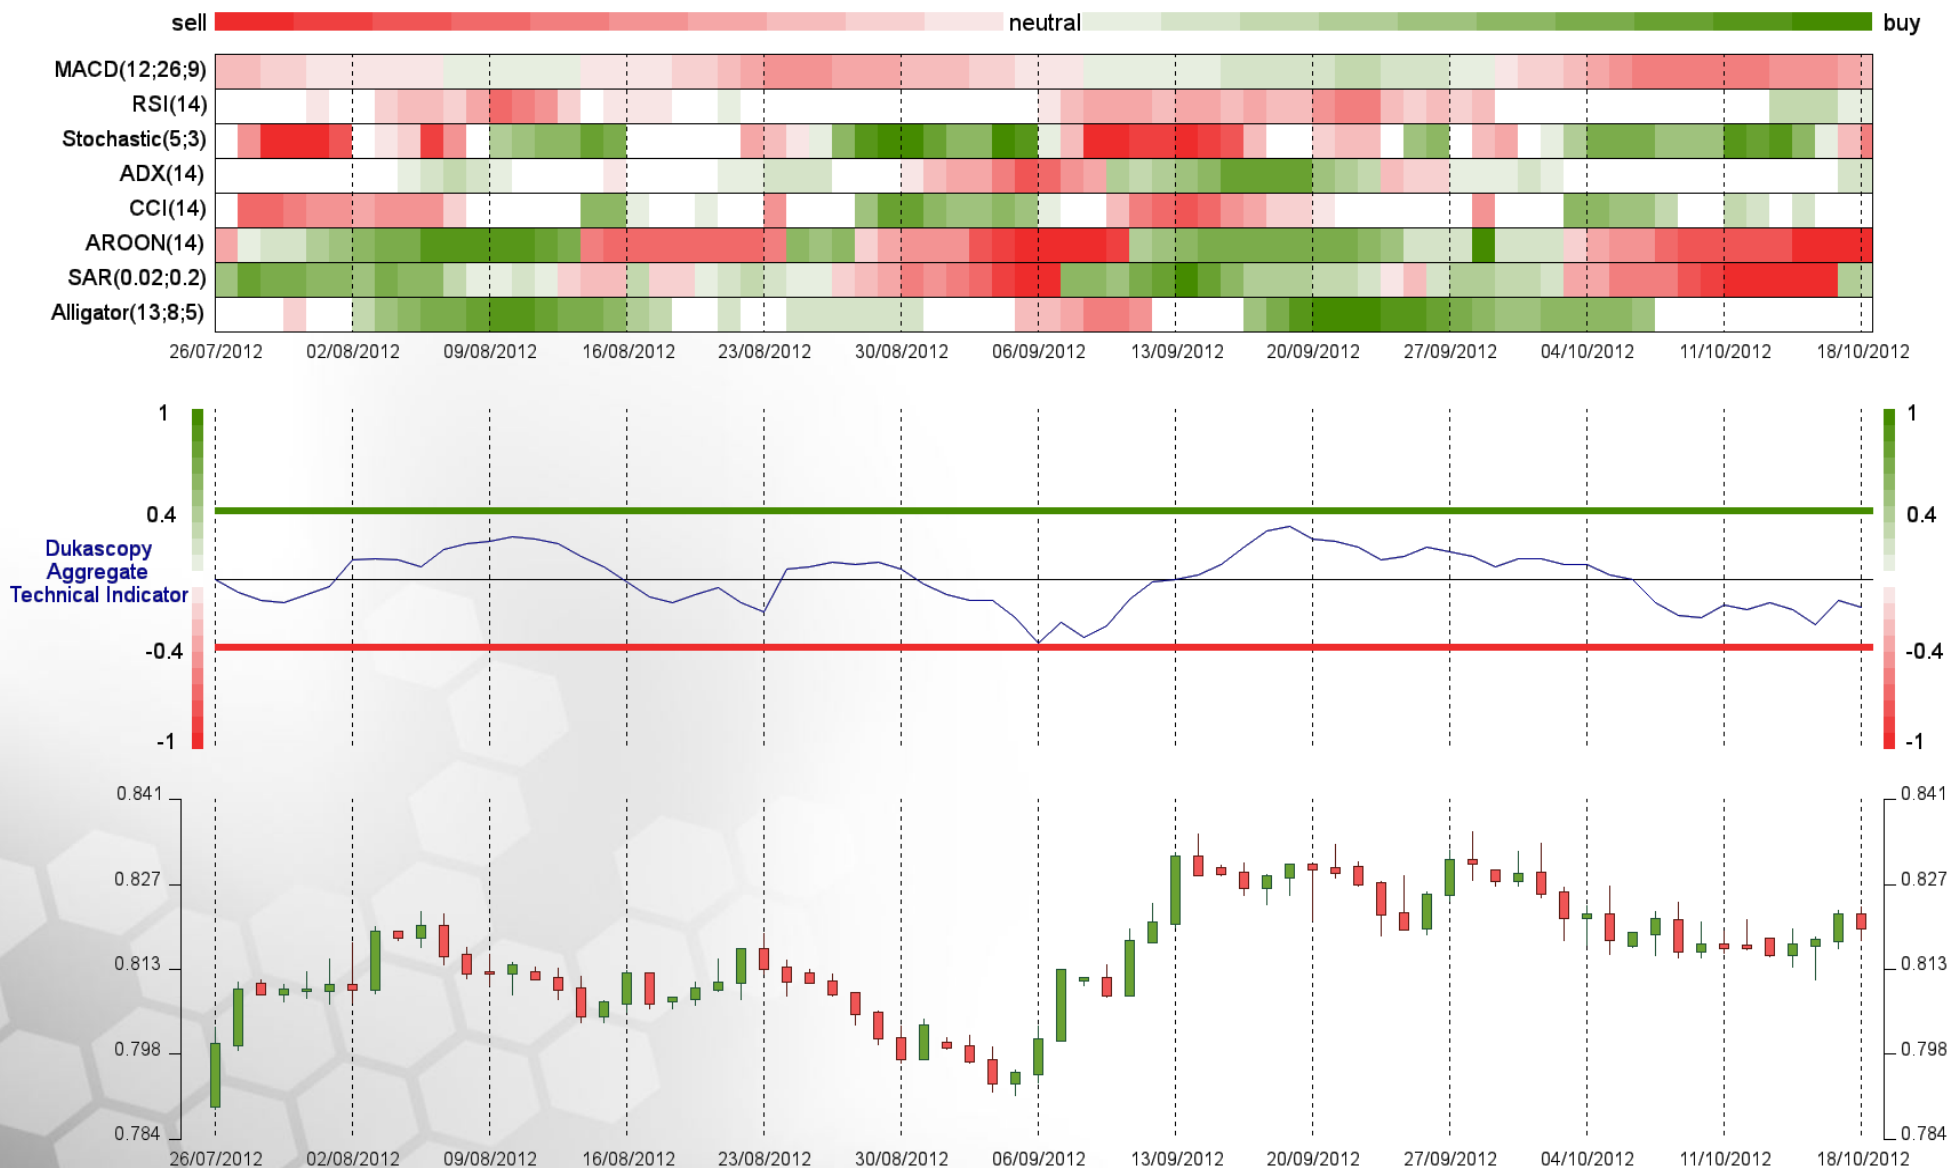 sell neutral buy
MACD(12;26;9)
RSI(14)
Stochastic(5;3)
ADX(14)
CCI(14)
AROON(14)
SAR(0.02;0.2)
Alligator(13;8;5)
26/07/2012 02/08/2012 09/08/2012 16/08/2012 23/08/2012 30/08/2012 06/09/2012 13/09/2012 20/09/2012 27/09/2012 04/10/2012 11/10/2012 18/10/2012
1 1
0.4 0.4
Dukascopy
Aggregate
Technical Indicator
-0.4 -0.4
-1 -1
0.841 0.841
0.827 0.827
0.813 0.813
0.798 0.798
0.784 0.784
26/07/2012 02/08/2012 09/08/2012 16/08/2012 23/08/2012 30/08/2012 06/09/2012 13/09/2012 20/09/2012 27/09/2012 04/10/2012 11/10/2012 18/10/2012